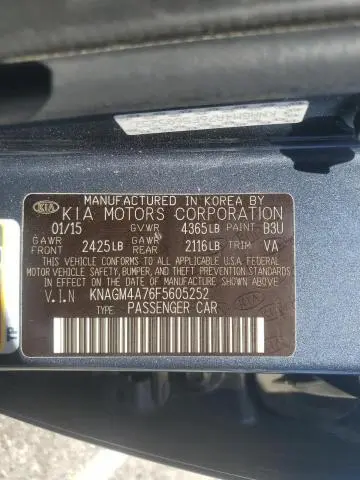 MANUFACTURED IN KOREA BY
KIA KIA MOTORS CORPORATION
01/15 GVWR 4365LB PAINT B3U
GAWR FRONT 2425LB GAWR REAR 2116LB TRIM VA
THIS VEHICLE CONFORMS TO ALL APPLICABLE U.S.A FEDERAL
MOTOR VEHICLE SAFETY, BUMPER, AND THEFT PREVENTION STANDARDS
IN EFFECT ON THE DATE OF MANUFACTURE SHOWN ABOVE.
V.I.N KNAGM4A76F5605252
TYPE: PASSENGER CAR
KIA
TP